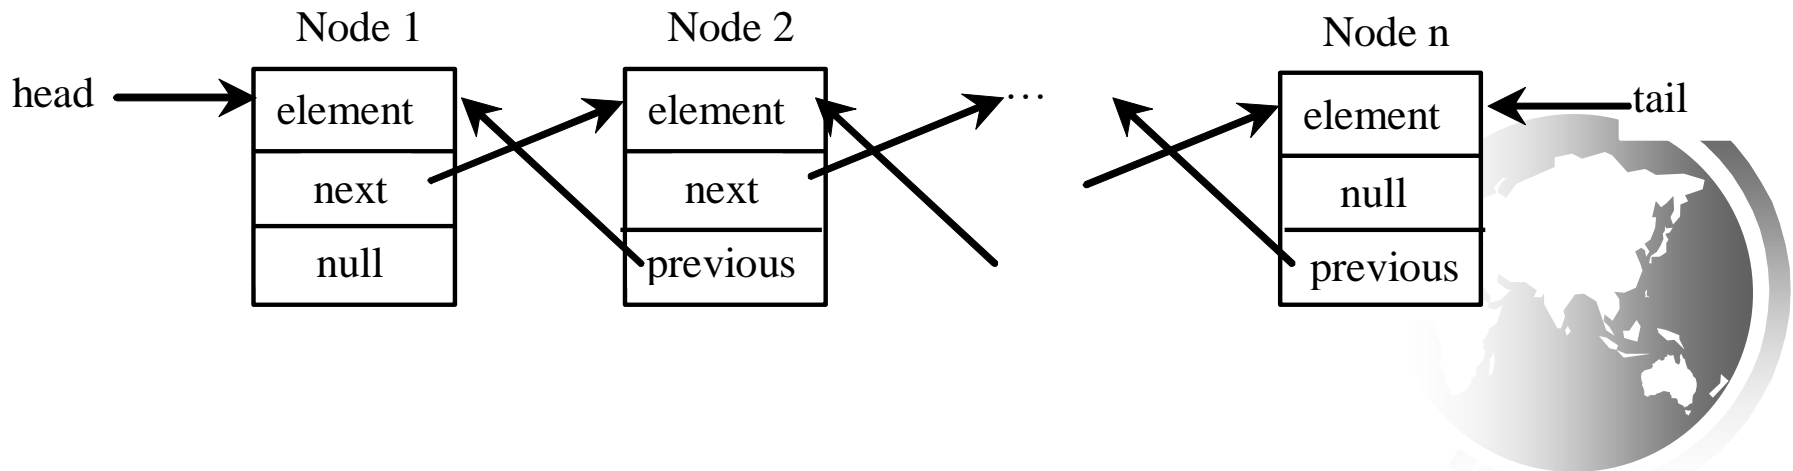 Node 1
Node 2
Node n
head
element
element
…
element
tail
next
next
null
null
previous
previous